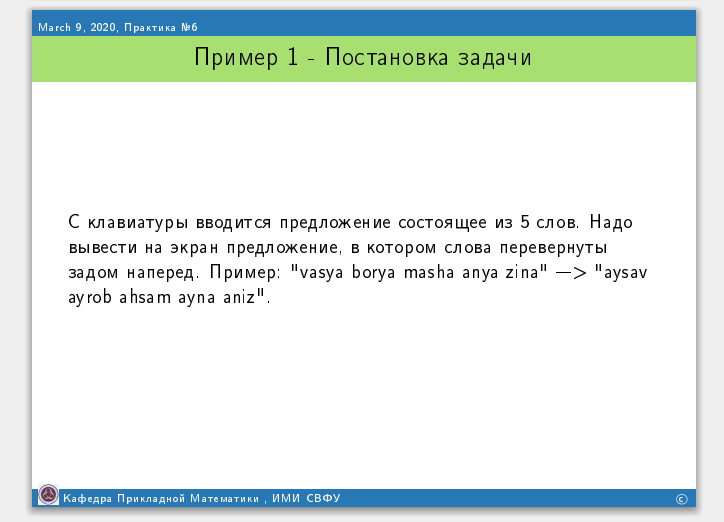 March 9, 2020, Практика №6
Пример 1 - Постановка задачи
С клавиатуры вводится предложение состоящее из 5 слов. Надо
вывести на экран предложение, в котором слова перевернуты
задом наперед. Пример: "vasya borya masha anya zina" —> "aysav
ayrob ahsam ayna aniz".
Кафедра Прикладной Математики , ИМИ СВФУ ©